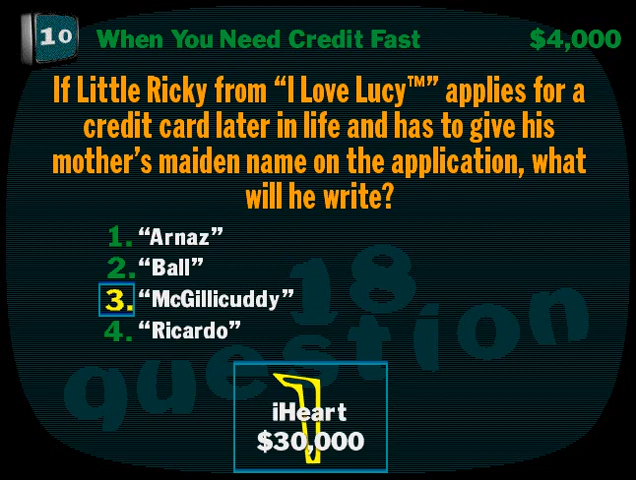 10 When You Need Credit Fast $4,000
If Little Ricky from “I Love Lucy™” applies for a
credit card later in life and has to give his
mother’s maiden name on the application, what
will he write?
1. “Arnaz”
2. “Ball”
3. “McGillicuddy”
4. “Ricardo”
18
question
iHeart
$30,000